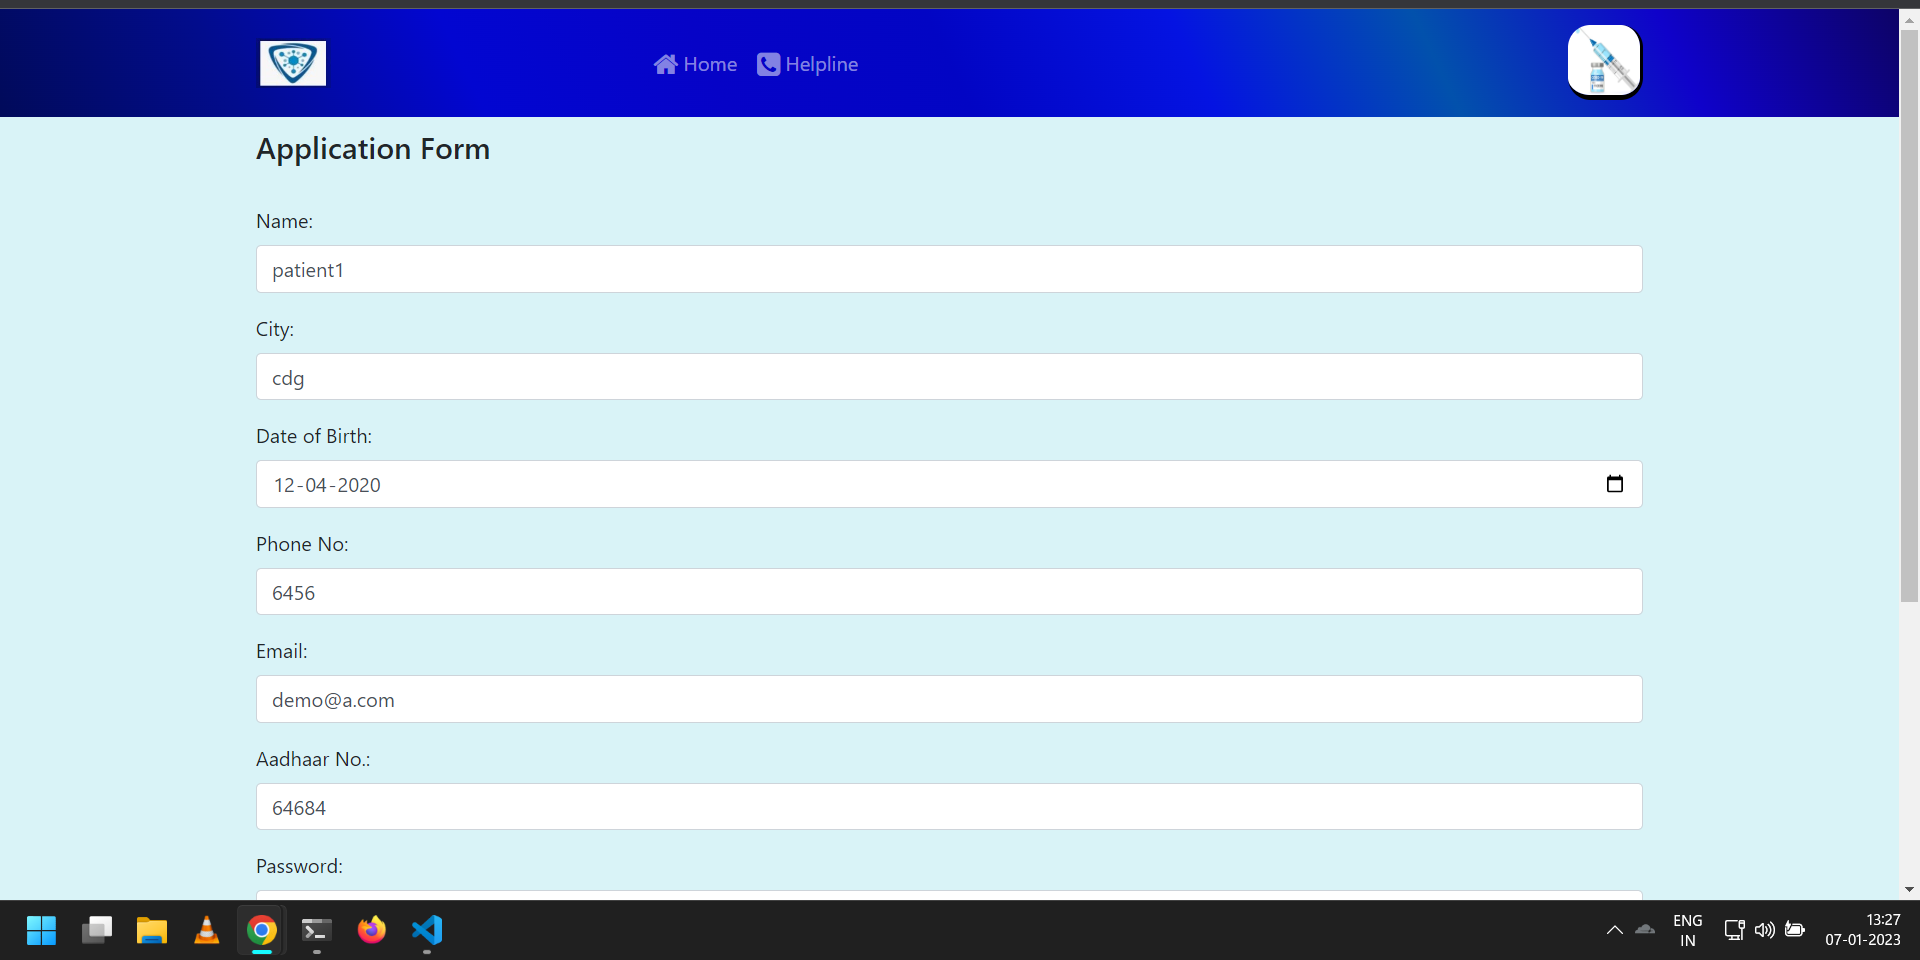 Home Helpline
Application Form
Name:
patient1
City:
cdg
Date of Birth:
12-04-2020
Phone No:
6456
Email:
demo@a.com
Aadhaar No.:
64684
Password:
ENG
IN
13:27
07-01-2023